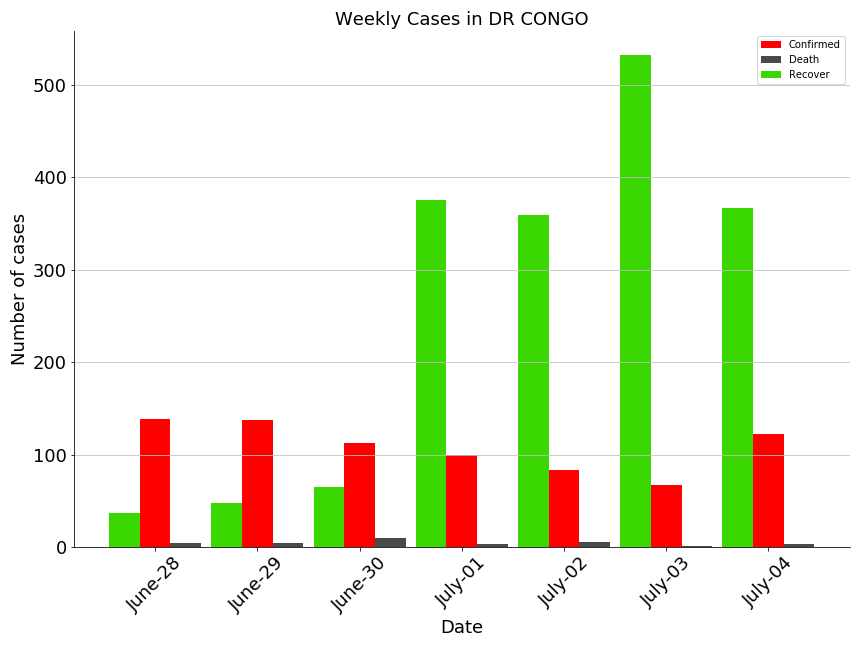 Weekly Cases in DR CONGO
Confirmed
Death
Recover
Number of cases
500
400
300
200
100
0
June-28
June-29
June-30
July-01
July-02
July-03
July-04
Date